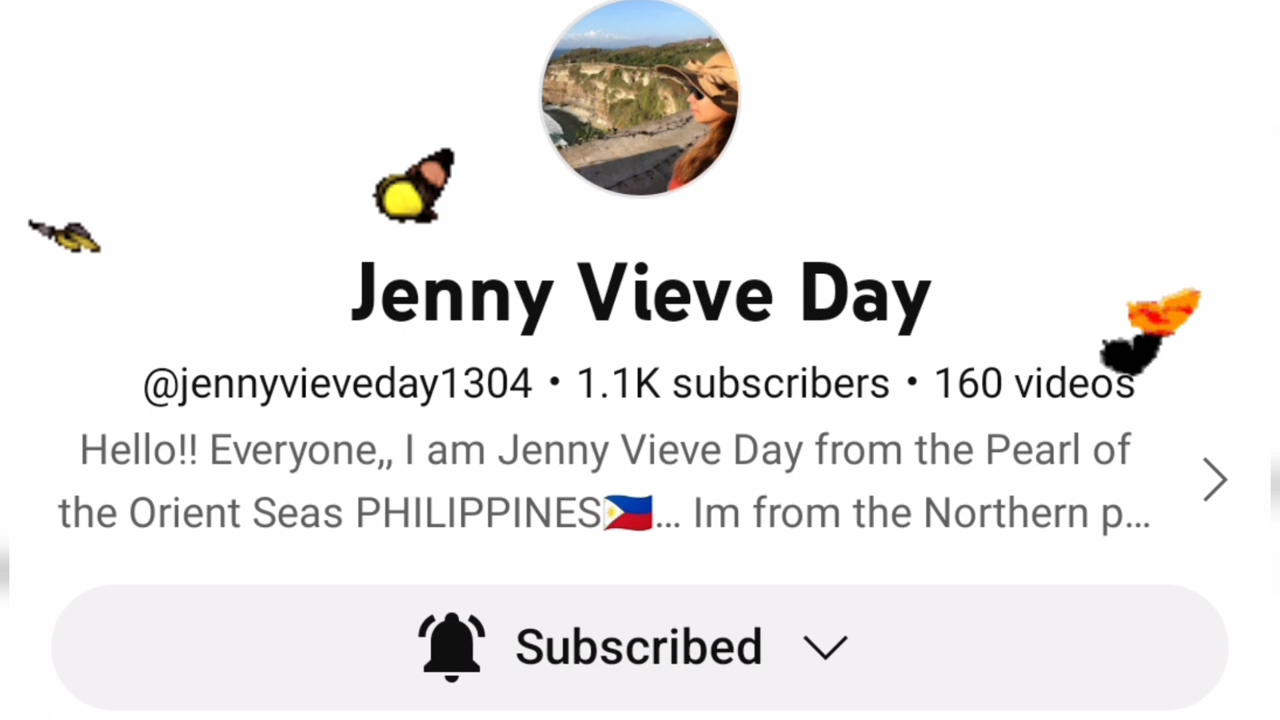 Jenny Vieve Day
@jennyvieveday1304 • 1.1K subscribers • 160 videos
Hello!! Everyone,, I am Jenny Vieve Day from the Pearl of
the Orient Seas PHILIPPINES🇵🇭... Im from the Northern p...
Subscribed